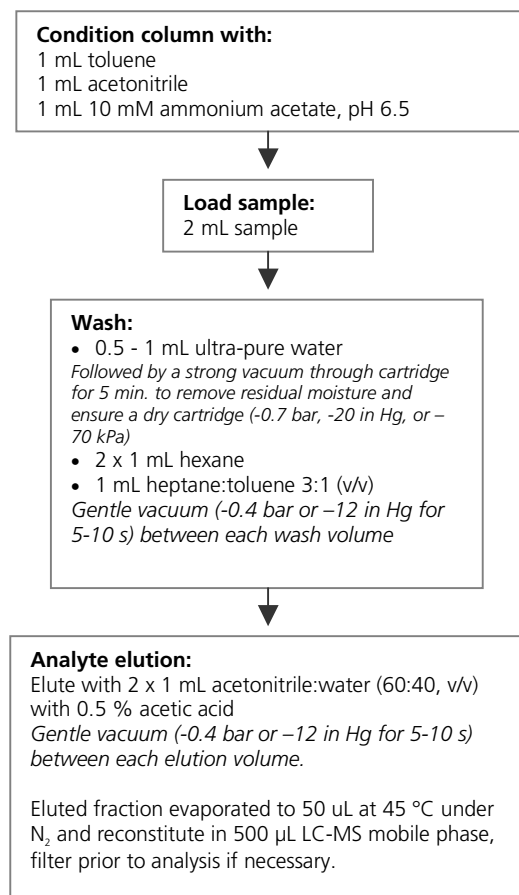 Condition column with:
1 mL toluene
1 mL acetonitrile
1 mL 10 mM ammonium acetate, pH 6.5
Load sample:
2 mL sample
Wash:
• 0.5 - 1 mL ultra-pure water
Followed by a strong vacuum through cartridge
for 5 min. to remove residual moisture and
ensure a dry cartridge (-0.7 bar, -20 in Hg, or –
70 kPa)
• 2 x 1 mL hexane
• 1 mL heptane:toluene 3:1 (v/v)
Gentle vacuum (-0.4 bar or –12 in Hg for
5-10 s) between each wash volume
Analyte elution:
Elute with 2 x 1 mL acetonitrile:water (60:40, v/v)
with 0.5 % acetic acid
Gentle vacuum (-0.4 bar or –12 in Hg for 5-10 s)
between each elution volume.
Eluted fraction evaporated to 50 uL at 45 °C under
N₂ and reconstitute in 500 µL LC-MS mobile phase,
filter prior to analysis if necessary.